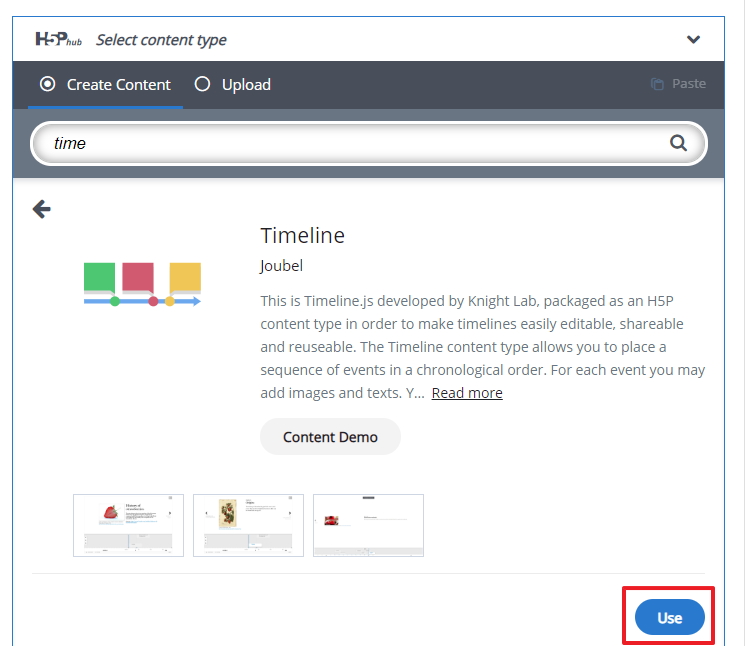 H5P hub Select content type
Create Content Upload Paste
time
Timeline
Joubel
This is Timeline.js developed by Knight Lab, packaged as an H5P
content type in order to make timelines easily editable, shareable
and reuseable. The Timeline content type allows you to place a
sequence of events in a chronological order. For each event you may
add images and texts. Y... Read more
Content Demo
Use